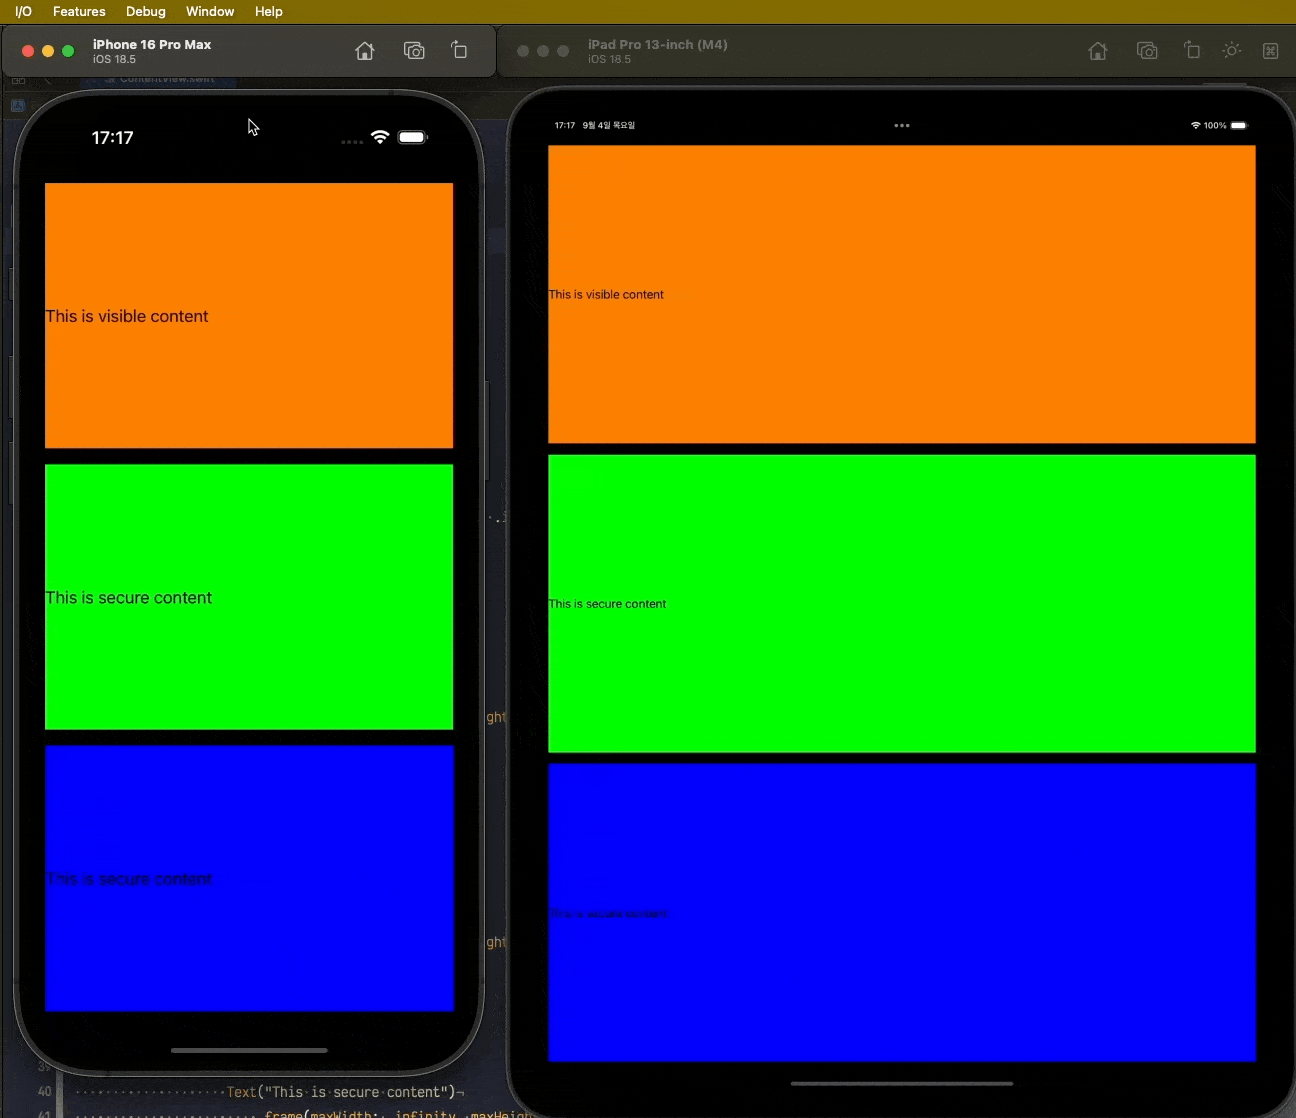 I/O Features Debug Window Help
iPhone 16 Pro Max
iOS 18.5
iPad Pro 13-inch (M4)
iOS 18.5
ContentView.swift
17:17
This is visible content
This is secure content
This is secure content
17:17 9월 4일 목요일
100%
This is visible content
This is secure content
This is secure content
ght
ght
39
40 Text("This is secure content")
41 frame(maxWidth: .infinity, maxHeigh